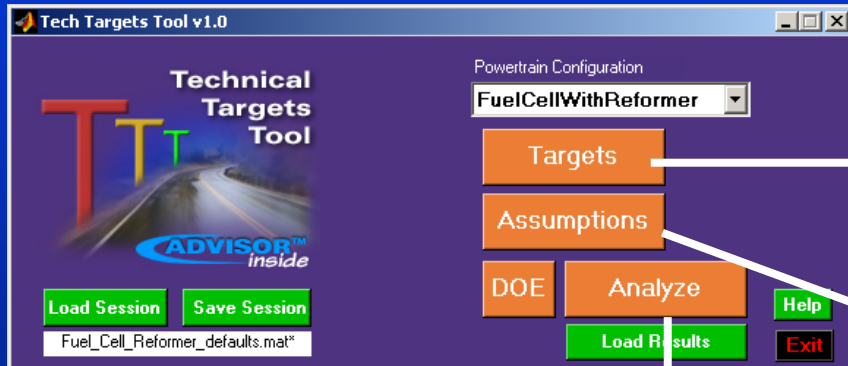 Tech Targets Tool v1.0
Technical
Targets
Tool
TTT
ADVISOR™
inside
Load Session
Save Session
Fuel_Cell_Reformer_defaults.mat*
Powertrain Configuration
FuelCellWithReformer
Targets
Assumptions
DOE
Analyze
Load Results
Help
Exit